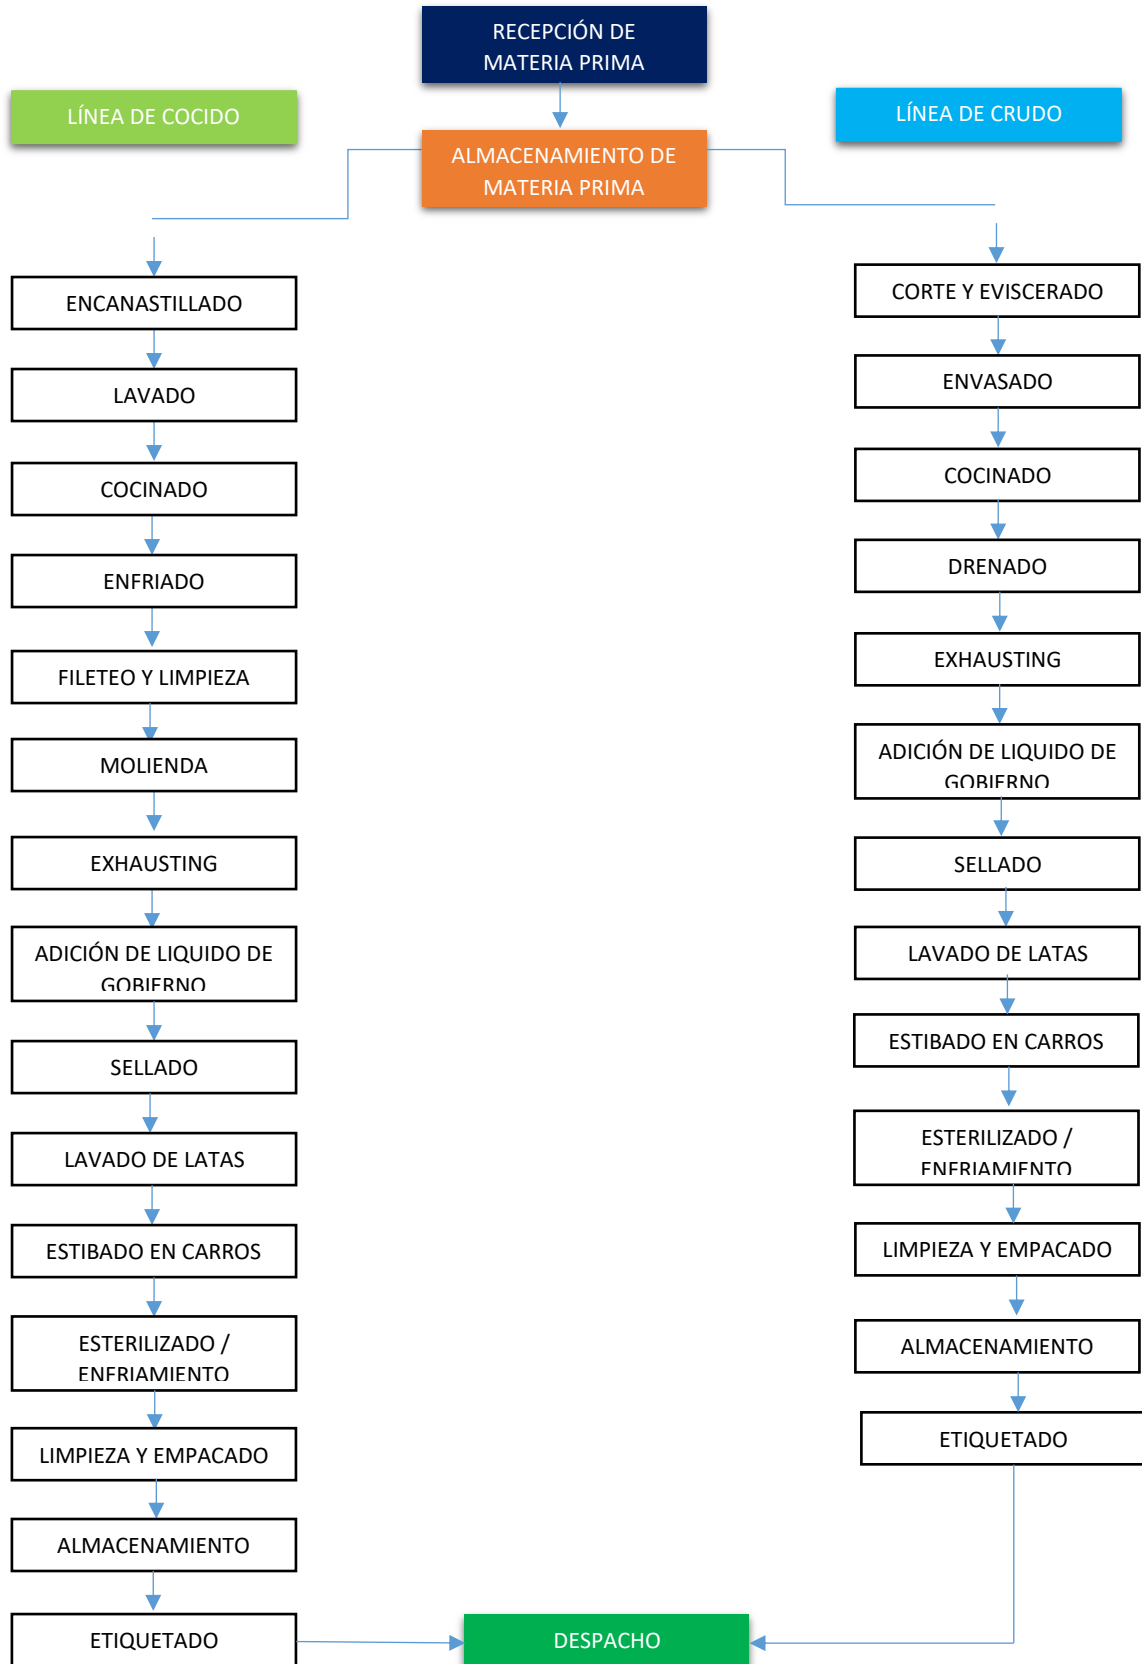 RECEPCIÓN DE
MATERIA PRIMA
LÍNEA DE COCIDO
LÍNEA DE CRUDO
ALMACENAMIENTO DE
MATERIA PRIMA
ENCANASTILLADO
LAVADO
COCINADO
ENFRIADO
FILETEO Y LIMPIEZA
MOLIENDA
EXHAUSTING
ADICIÓN DE LIQUIDO DE
GOBIERNO
SELLADO
LAVADO DE LATAS
ESTIBADO EN CARROS
ESTERILIZADO /
ENFRIAMIENTO
LIMPIEZA Y EMPACADO
ALMACENAMIENTO
ETIQUETADO
CORTE Y EVISCERADO
ENVASADO
COCINADO
DRENADO
EXHAUSTING
ADICIÓN DE LIQUIDO DE
GOBIERNO
SELLADO
LAVADO DE LATAS
ESTIBADO EN CARROS
ESTERILIZADO /
ENFRIAMIENTO
LIMPIEZA Y EMPACADO
ALMACENAMIENTO
ETIQUETADO
DESPACHO